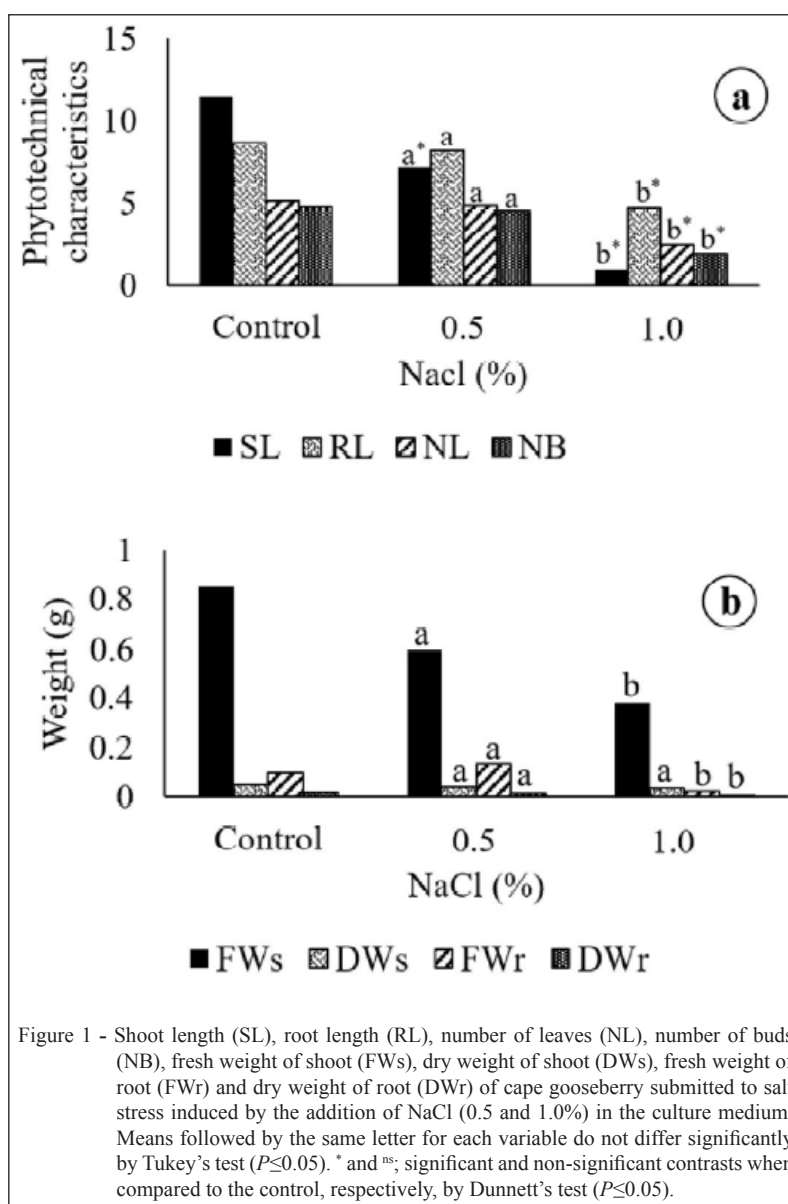 15
Phytotechnical
characteristics
10
5
0
a
a*
a
a
a
b*
b*
b*
b*
Control 0.5 1.0
Nacl (%)
SL RL NL NB
1
0.8
0.6
0.4
0.2
0
Weight (g)
b
a
a
a
a
b
a
b
b
Control 0.5 1.0
NaCl (%)
FWs DWs FWr DWr
Figure 1 - Shoot length (SL), root length (RL), number of leaves (NL), number of buds
(NB), fresh weight of shoot (FWs), dry weight of shoot (DWs), fresh weight of
root (FWr) and dry weight of root (DWr) of cape gooseberry submitted to sal
stress induced by the addition of NaCl (0.5 and 1.0%) in the culture medium
Means followed by the same letter for each variable do not differ significantly
by Tukey's test (P≤0.05). * and ns; significant and non-significant contrasts when
compared to the control, respectively, by Dunnett's test (P≤0.05).